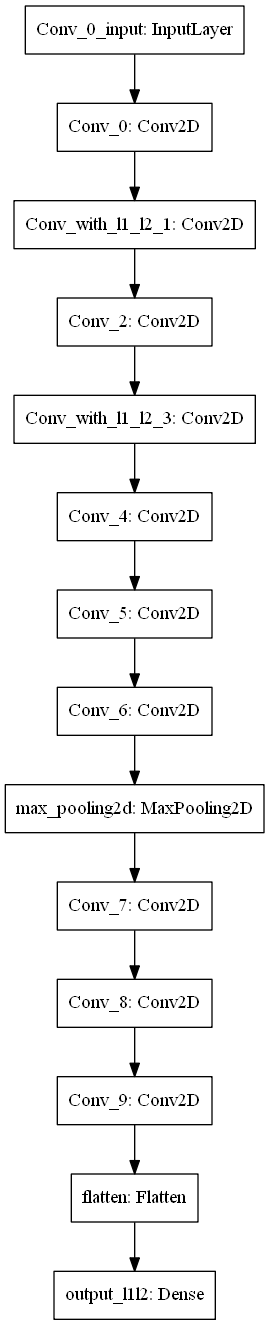 Conv_0_input: InputLayer
Conv_0: Conv2D
Conv_with_l1_l2_1: Conv2D
Conv_2: Conv2D
Conv_with_l1_l2_3: Conv2D
Conv_4: Conv2D
Conv_5: Conv2D
Conv_6: Conv2D
max_pooling2d: MaxPooling2D
Conv_7: Conv2D
Conv_8: Conv2D
Conv_9: Conv2D
flatten: Flatten
output_l1l2: Dense